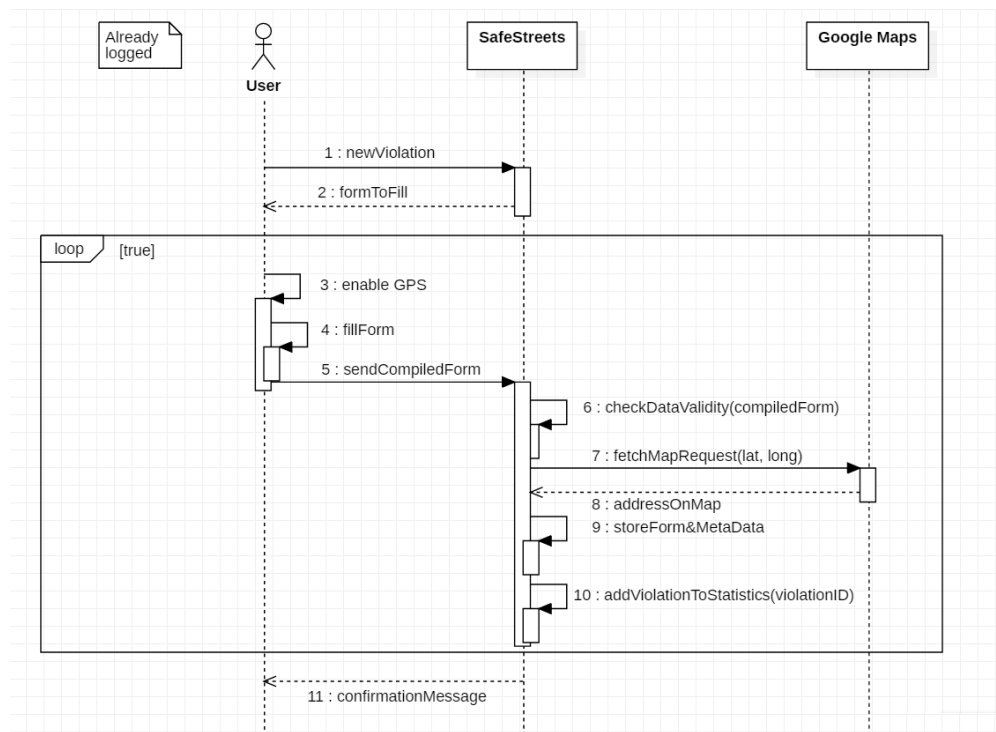 Already
logged
User
SafeStreets
Google Maps
1 : newViolation
2 : formToFill
loop
[true]
3 : enable GPS
4 : fillForm
5 : sendCompiledForm
6 : checkDataValidity(compiledForm)
7 : fetchMapRequest(lat, long)
8 : addressOnMap
9 : storeForm&MetaData
10 : addViolationToStatistics(violationID)
11 : confirmationMessage